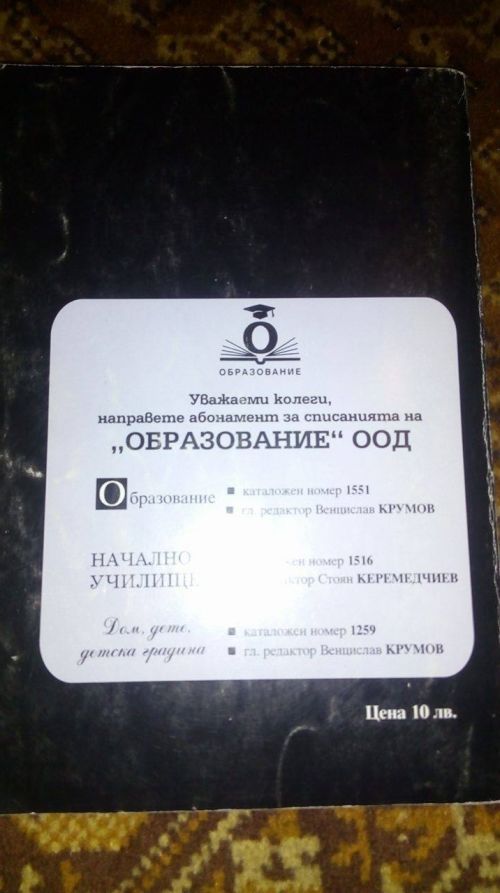 О
ОБРАЗОВАНИЕ
Уважаеми колеги,
направете абонамент за списанията на
„ОБРАЗОВАНИЕ“ ООД
Образование
■ каталожен номер 1551
■ гл. редактор Венцислав КРУМОВ
НАЧАЛНО
УЧИЛИЩЕ
номер 1516
Стоян КЕРЕМЕДЧИЕВ
Дом, дете,
детска градина
■ каталожен номер 1259
■ гл. редактор Венцислав КРУМОВ
Цена 10 лв.